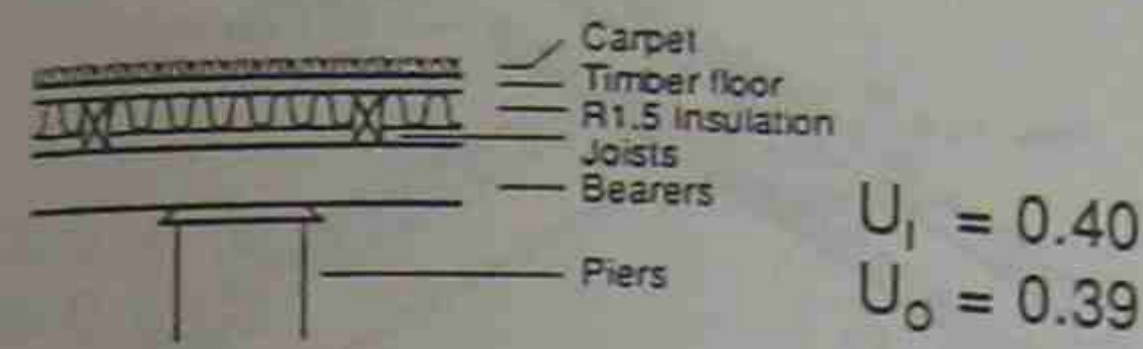 Carpet
Timber floor
R1.5 Insulation
Joists
Bearers
Piers
U_I = 0.40
U_O = 0.39